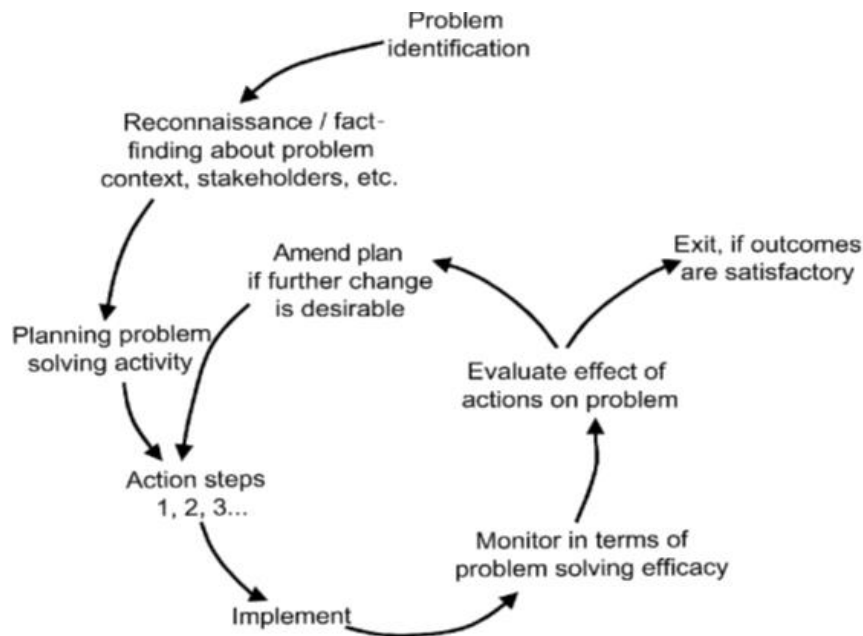 Problem
identification
Reconnaissance / fact-
finding about problem
context, stakeholders, etc.
Planning problem
solving activity
Amend plan
if further change
is desirable
Action steps
1, 2, 3...
Implement
Monitor in terms of
problem solving efficacy
Evaluate effect of
actions on problem
Exit, if outcomes
are satisfactory